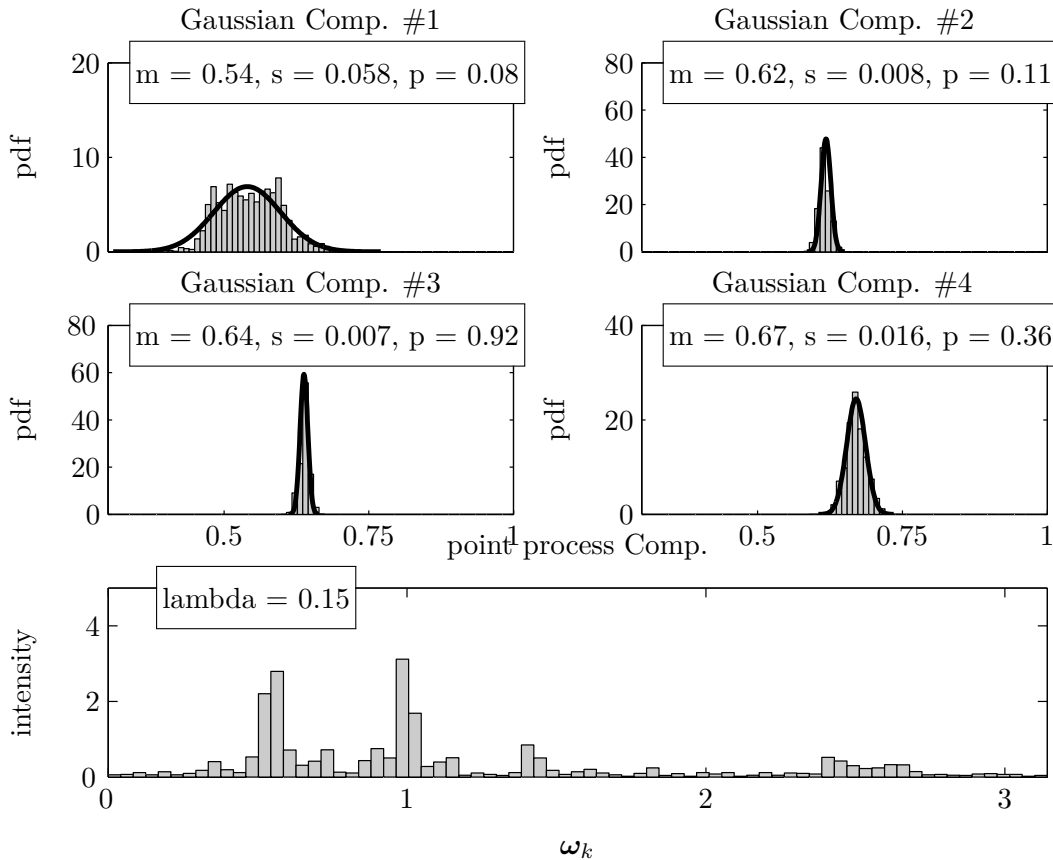 Gaussian Comp. #1
m = 0.54, s = 0.058, p = 0.08
20
10
0
pdf
Gaussian Comp. #2
m = 0.62, s = 0.008, p = 0.11
80
60
40
20
0
pdf
Gaussian Comp. #3
m = 0.64, s = 0.007, p = 0.92
80
60
40
20
0
pdf
0.5 0.75 1
Gaussian Comp. #4
m = 0.67, s = 0.016, p = 0.36
40
20
0
pdf
0.5 0.75 1
point process Comp.
lambda = 0.15
4
2
0
intensity
0 1 2 3
ω_k